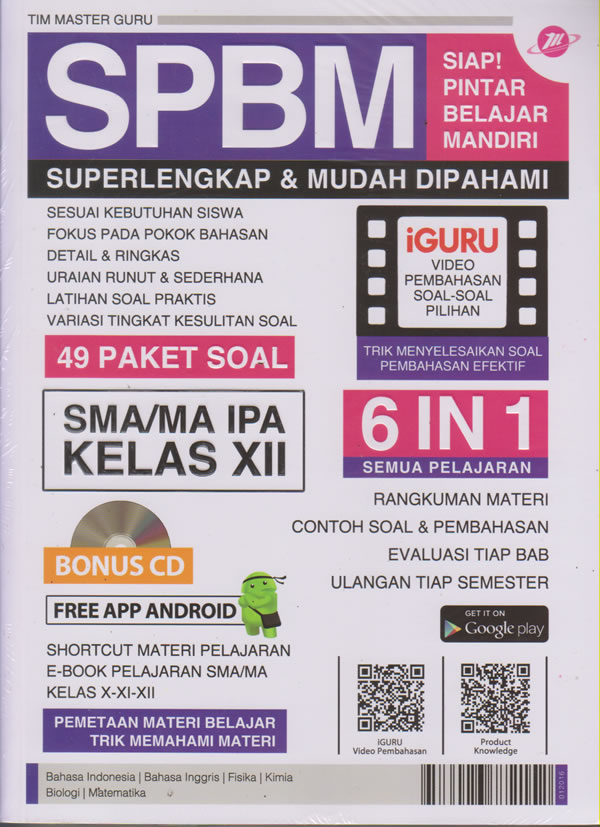 TIM MASTER GURU
SPBM
SIAP!
PINTAR
BELAJAR
MANDIRI
SUPERLENGKAP & MUDAH DIPAHAMI
SESUAI KEBUTUHAN SISWA
FOKUS PADA POKOK BAHASAN
DETAIL & RINGKAS
URAIAN RUNUT & SEDERHANA
LATIHAN SOAL PRAKTIS
VARIASI TINGKAT KESULITAN SOAL
49 PAKET SOAL
iGURU
VIDEO
PEMBAHASAN
SOAL-SOAL
PILIHAN
TRIK MENYELESAIKAN SOAL
PEMBAHASAN EFEKTIF
SMA/MA IPA
KELAS XII
6 IN 1
SEMUA PELAJARAN
RANGKUMAN MATERI
CONTOH SOAL & PEMBAHASAN
EVALUASI TIAP BAB
ULANGAN TIAP SEMESTER
BONUS CD
FREE APP ANDROID
GET IT ON
Google play
SHORTCUT MATERI PELAJARAN
E-BOOK PELAJARAN SMA/MA
KELAS X-XI-XII
PEMETAAN MATERI BELAJAR
TRIK MEMAHAMI MATERI
iGURU
Video Pembahasan
Product
Knowledge
Bahasa Indonesia | Bahasa Inggris | Fisika | Kimia
Biologi | Matematika
012016